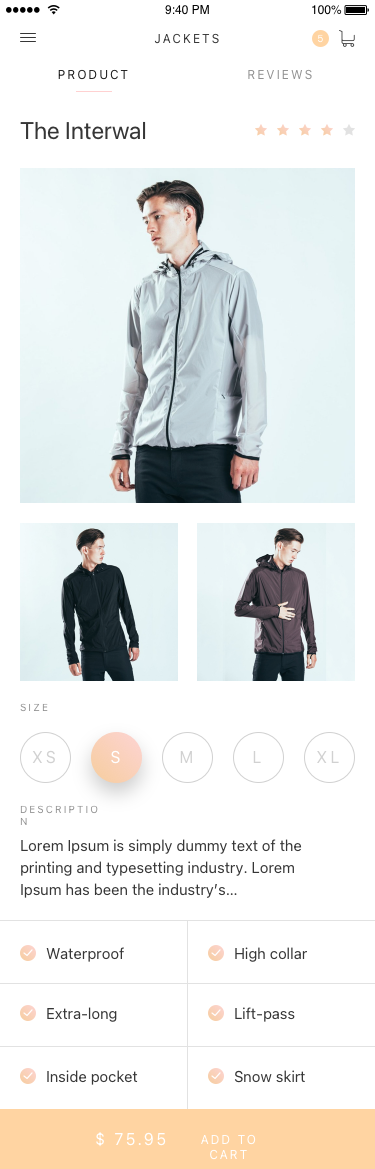 9:40 PM
100%
JACKETS
5
PRODUCT
REVIEWS
The Interwal
SIZE
XS
S
M
L
XL
DESCRIPTIO
N
Lorem Ipsum is simply dummy text of the
printing and typesetting industry. Lorem
Ipsum has been the industry’s...
Waterproof
High collar
Extra-long
Lift-pass
Inside pocket
Snow skirt
$ 75.95
ADD TO
CART